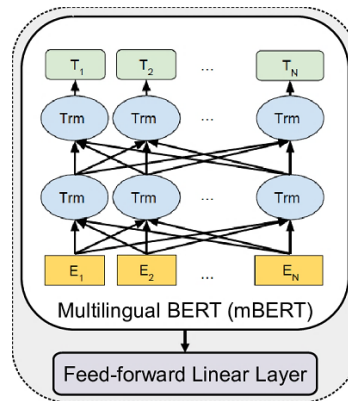 T1 T2 ... TN
Trm Trm ... Trm
Trm Trm ... Trm
E1 E2 ... EN
Multilingual BERT (mBERT)
Feed-forward Linear Layer